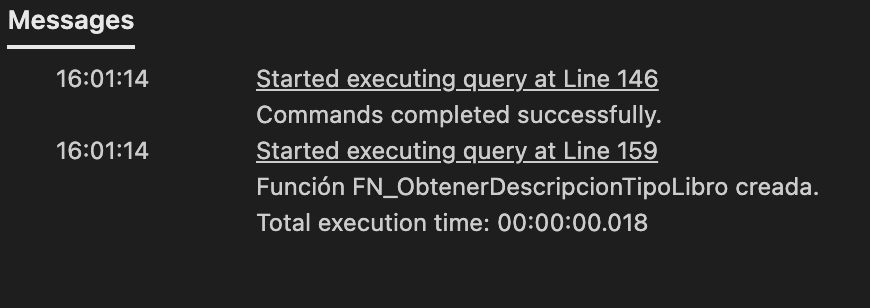 Messages
16:01:14 Started executing query at Line 146
Commands completed successfully.
16:01:14 Started executing query at Line 159
Función FN_ObtenerDescripcionTipoLibro creada.
Total execution time: 00:00:00.018